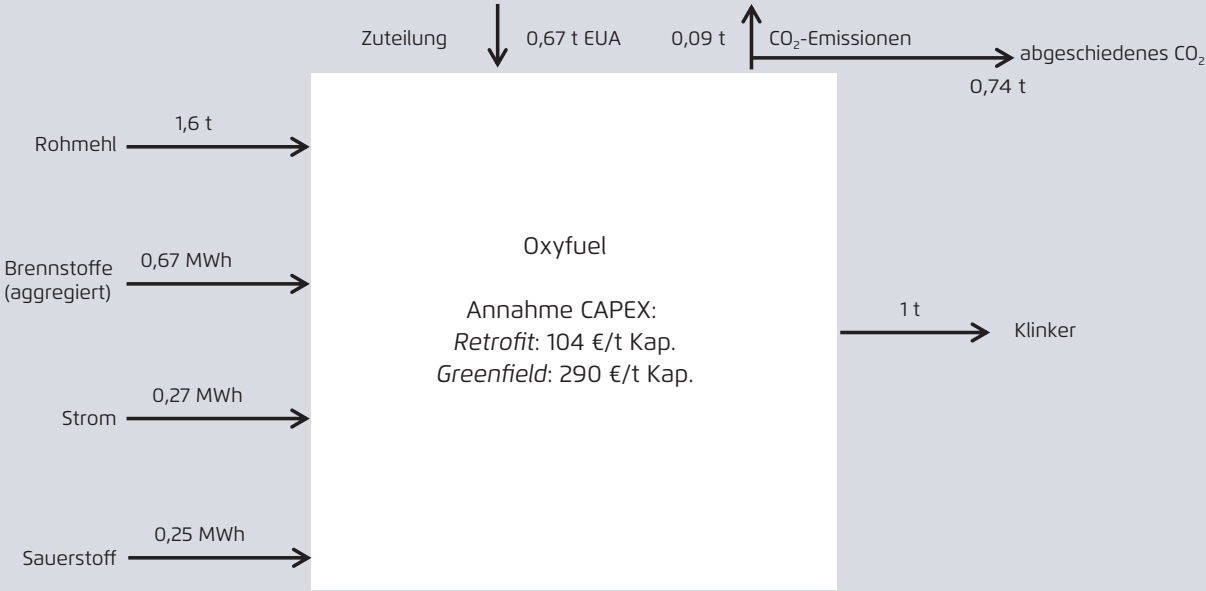 Zuteilung
0,67 t EUA
0,09 t
CO₂-Emissionen
abgeschiedenes CO₂
0,74 t
1,6 t
Rohmehl
0,67 MWh
Brennstoffe
(aggregiert)
0,27 MWh
Strom
0,25 MWh
Sauerstoff
Oxyfuel
Annahme CAPEX:
Retrofit: 104 €/t Kap.
Greenfield: 290 €/t Kap.
1 t
Klinker